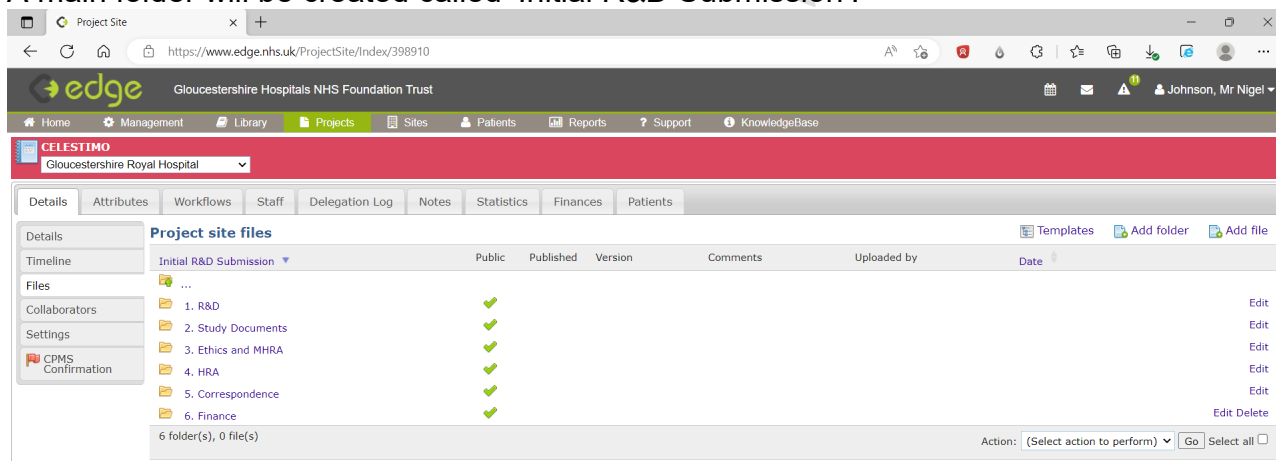 A main folder will be created called 'Initial R&D Submission'.
Project Site
https://www.edge.nhs.uk/ProjectSite/Index/398910
edge Gloucestershire Hospitals NHS Foundation Trust 11 Johnson, Mr Nigel
Home Management Library Projects Sites Patients Reports ? Support KnowledgeBase
CELESTIMO
Gloucestershire Royal Hospital
Details Attributes Workflows Staff Delegation Log Notes Statistics Finances Patients
Details Project site files Templates Add folder Add file
Timeline Initial R&D Submission Public Published Version Comments Uploaded by Date
Files ...
1. R&D Edit
Collaborators
2. Study Documents Edit
Settings
3. Ethics and MHRA Edit
CPMS
Confirmation
4. HRA Edit
5. Correspondence Edit
6. Finance Edit Delete
6 folder(s), 0 file(s) Action: (Select action to perform) Go Select all